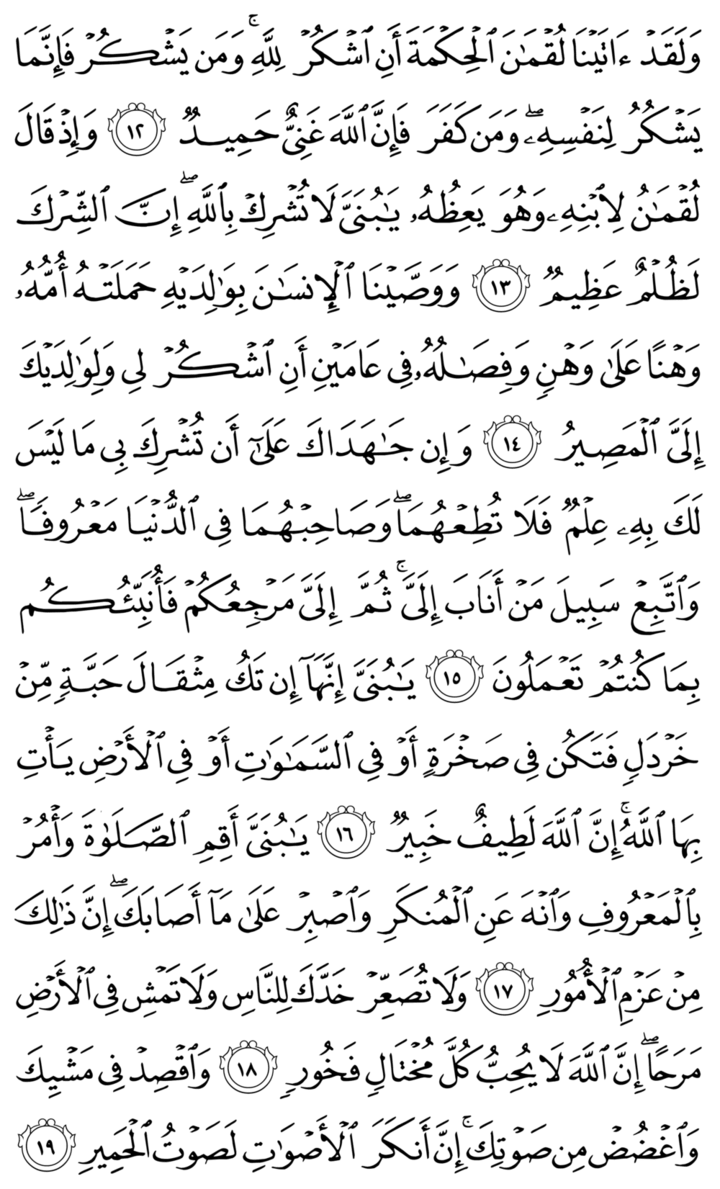 وَلَقَدۡ ءَاتَيۡنَا لُقۡمَٰنَ ٱلۡحِكۡمَةَ أَنِ ٱشۡكُرۡ لِلَّهِۚ وَمَن يَشۡكُرۡ فَإِنَّمَا
يَشۡكُرُ لِنَفۡسِهِۦۖ وَمَن كَفَرَ فَإِنَّ ٱللَّهَ غَنِيٌّ حَمِيدٞ ١٢ وَإِذۡ قَالَ
لُقۡمَٰنُ لِٱبۡنِهِۦ وَهُوَ يَعِظُهُۥ يَٰبُنَيَّ لَا تُشۡرِكۡ بِٱللَّهِۖ إِنَّ ٱلشِّرۡكَ
لَظُلۡمٌ عَظِيمٞ ١٣ وَوَصَّيۡنَا ٱلۡإِنسَٰنَ بِوَٰلِدَيۡهِ حَمَلَتۡهُ أُمُّهُۥ
وَهۡنًا عَلَىٰ وَهۡنٖ وَفِصَٰلُهُۥ فِي عَامَيۡنِ أَنِ ٱشۡكُرۡ لِي وَلِوَٰلِدَيۡكَ
إِلَيَّ ٱلۡمَصِيرُ ١٤ وَإِن جَٰهَدَاكَ عَلَىٰٓ أَن تُشۡرِكَ بِي مَا لَيۡسَ
لَكَ بِهِۦ عِلۡمٞ فَلَا تُطِعۡهُمَاۖ وَصَاحِبۡهُمَا فِي ٱلدُّنۡيَا مَعۡرُوفٗاۖ
وَٱتَّبِعۡ سَبِيلَ مَنۡ أَنَابَ إِلَيَّۚ ثُمَّ إِلَيَّ مَرۡجِعُكُمۡ فَأُنَبِّئُكُم
بِمَا كُنتُمۡ تَعۡمَلُونَ ١٥ يَٰبُنَيَّ إِنَّهَآ إِن تَكُ مِثۡقَالَ حَبَّةٖ مِّنۡ
خَرۡدَلٖ فَتَكُن فِي صَخۡرَةٍ أَوۡ فِي ٱلسَّمَٰوَٰتِ أَوۡ فِي ٱلۡأَرۡضِ يَأۡتِ
بِهَا ٱللَّهُۚ إِنَّ ٱللَّهَ لَطِيفٌ خَبِيرٞ ١٦ يَٰبُنَيَّ أَقِمِ ٱلصَّلَوٰةَ وَأۡمُرۡ
بِٱلۡمَعۡرُوفِ وَٱنۡهَ عَنِ ٱلۡمُنكَرِ وَٱصۡبِرۡ عَلَىٰ مَآ أَصَابَكَۖ إِنَّ ذَٰلِكَ
مِنۡ عَزۡمِ ٱلۡأُمُورِ ١٧ وَلَا تُصَعِّرۡ خَدَّكَ لِلنَّاسِ وَلَا تَمۡشِ فِي ٱلۡأَرۡضِ
مَرَحًاۖ إِنَّ ٱللَّهَ لَا يُحِبُّ كُلَّ مُخۡتَالٖ فَخُورٖ ١٨ وَٱقۡصِدۡ فِي مَشۡيِكَ
وَٱغۡضُضۡ مِن صَوۡتِكَۚ إِنَّ أَنكَرَ ٱلۡأَصۡوَٰتِ لَصَوۡتُ ٱلۡحَمِيرِ ١٩